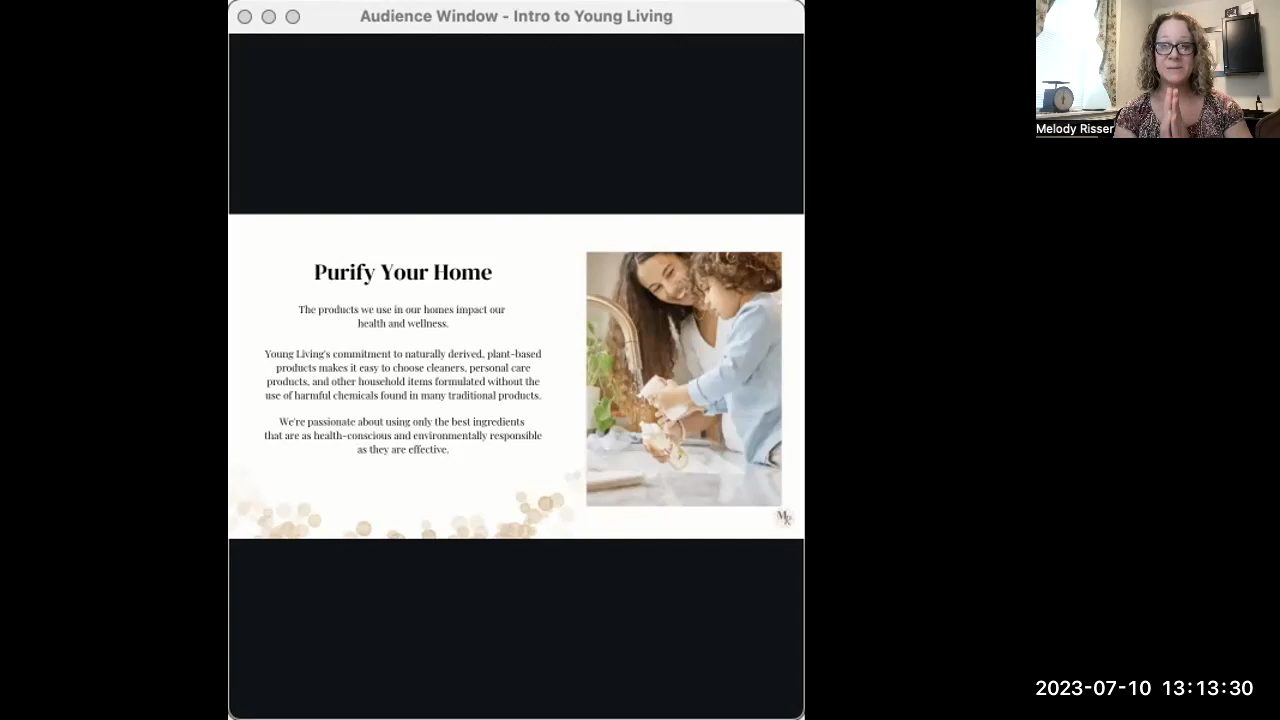 Audience Window - Intro to Young Living
Melody Risser
Purify Your Home
The products we use in our homes impact our
health and wellness.
Young Living's commitment to naturally derived, plant-based
products makes it easy to choose cleaners, personal care
products, and other household items formulated without the
use of harmful chemicals found in many traditional products.
We're passionate about using only the best ingredients
that are as health-conscious and environmentally responsible
as they are effective.
MR
2023-07-10 13:13:30